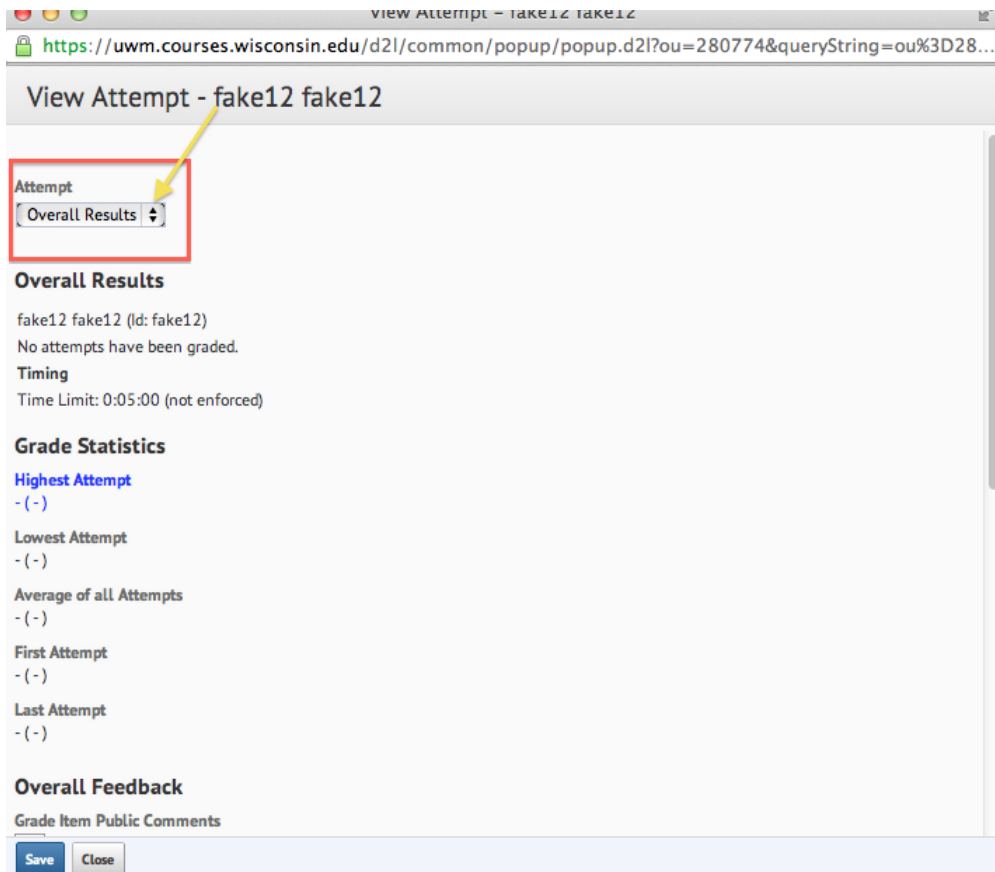 View Attempt - fake12 fake12
https://uwm.courses.wisconsin.edu/d2l/common/popup/popup.d2l?ou=280774&queryString=ou%3D28...
View Attempt - fake12 fake12
Attempt
Overall Results
Overall Results
fake12 fake12 (Id: fake12)
No attempts have been graded.
Timing
Time Limit: 0:05:00 (not enforced)
Grade Statistics
Highest Attempt
- ( - )
Lowest Attempt
- ( - )
Average of all Attempts
- ( - )
First Attempt
- ( - )
Last Attempt
- ( - )
Overall Feedback
Grade Item Public Comments
Save Close